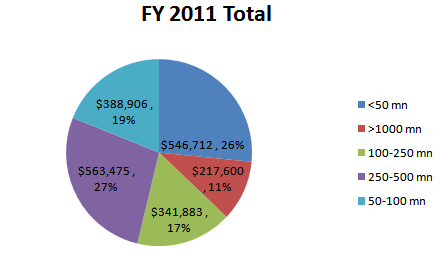 FY 2011 Total
$388,906 ,
19%
$546,712 , 26%
$563,475 ,
27%
$217,600
, 11%
$341,883 ,
17%
<50 mn
>1000 mn
100-250 mn
250-500 mn
50-100 mn